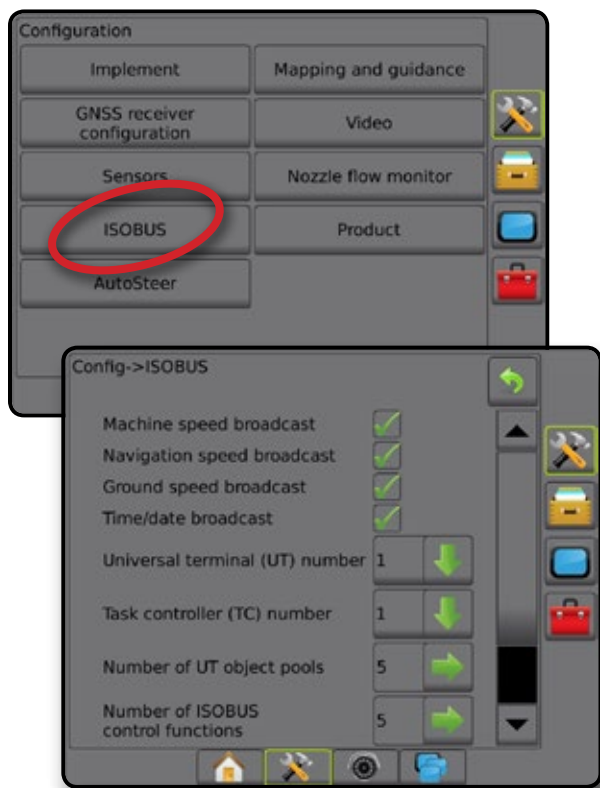 Configuration
Implement
Mapping and guidance
GNSS receiver
configuration
Video
Sensors
Nozzle flow monitor
ISOBUS
Product
AutoSteer
Config->ISOBUS
Machine speed broadcast
Navigation speed broadcast
Ground speed broadcast
Time/date broadcast
Universal terminal (UT) number 1
Task controller (TC) number 1
Number of UT object pools 5
Number of ISOBUS
control functions 5